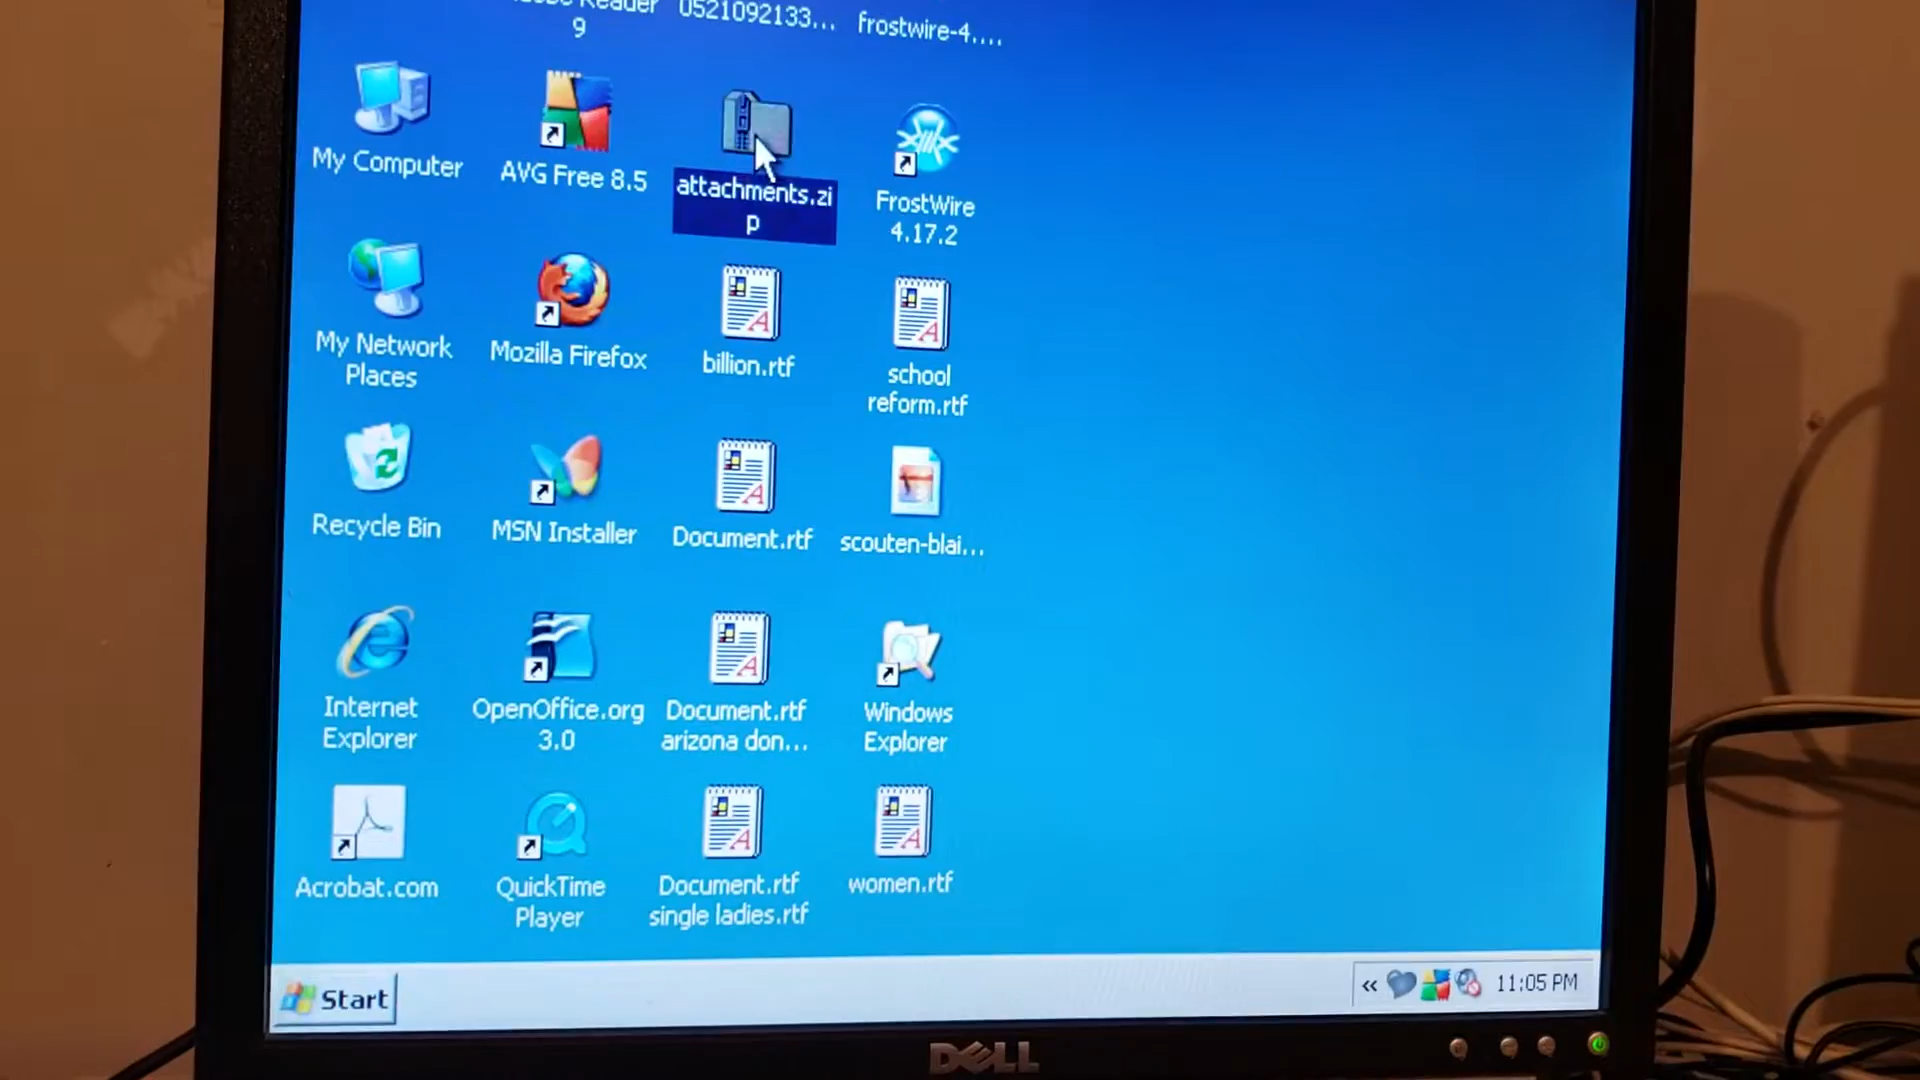 Reader
9
0521092133...
frostwire-4....
My Computer
AVG Free 8.5
attachments.zi
p
FrostWire
4.17.2
My Network
Places
Mozilla Firefox
billion.rtf
school
reform.rtf
Recycle Bin
MSN Installer
Document.rtf
scouten-blai...
Internet
Explorer
OpenOffice.org
3.0
Document.rtf
arizona don...
Windows
Explorer
Acrobat.com
QuickTime
Player
Document.rtf
single ladies.rtf
women.rtf
Start
«
11:05 PM
DELL